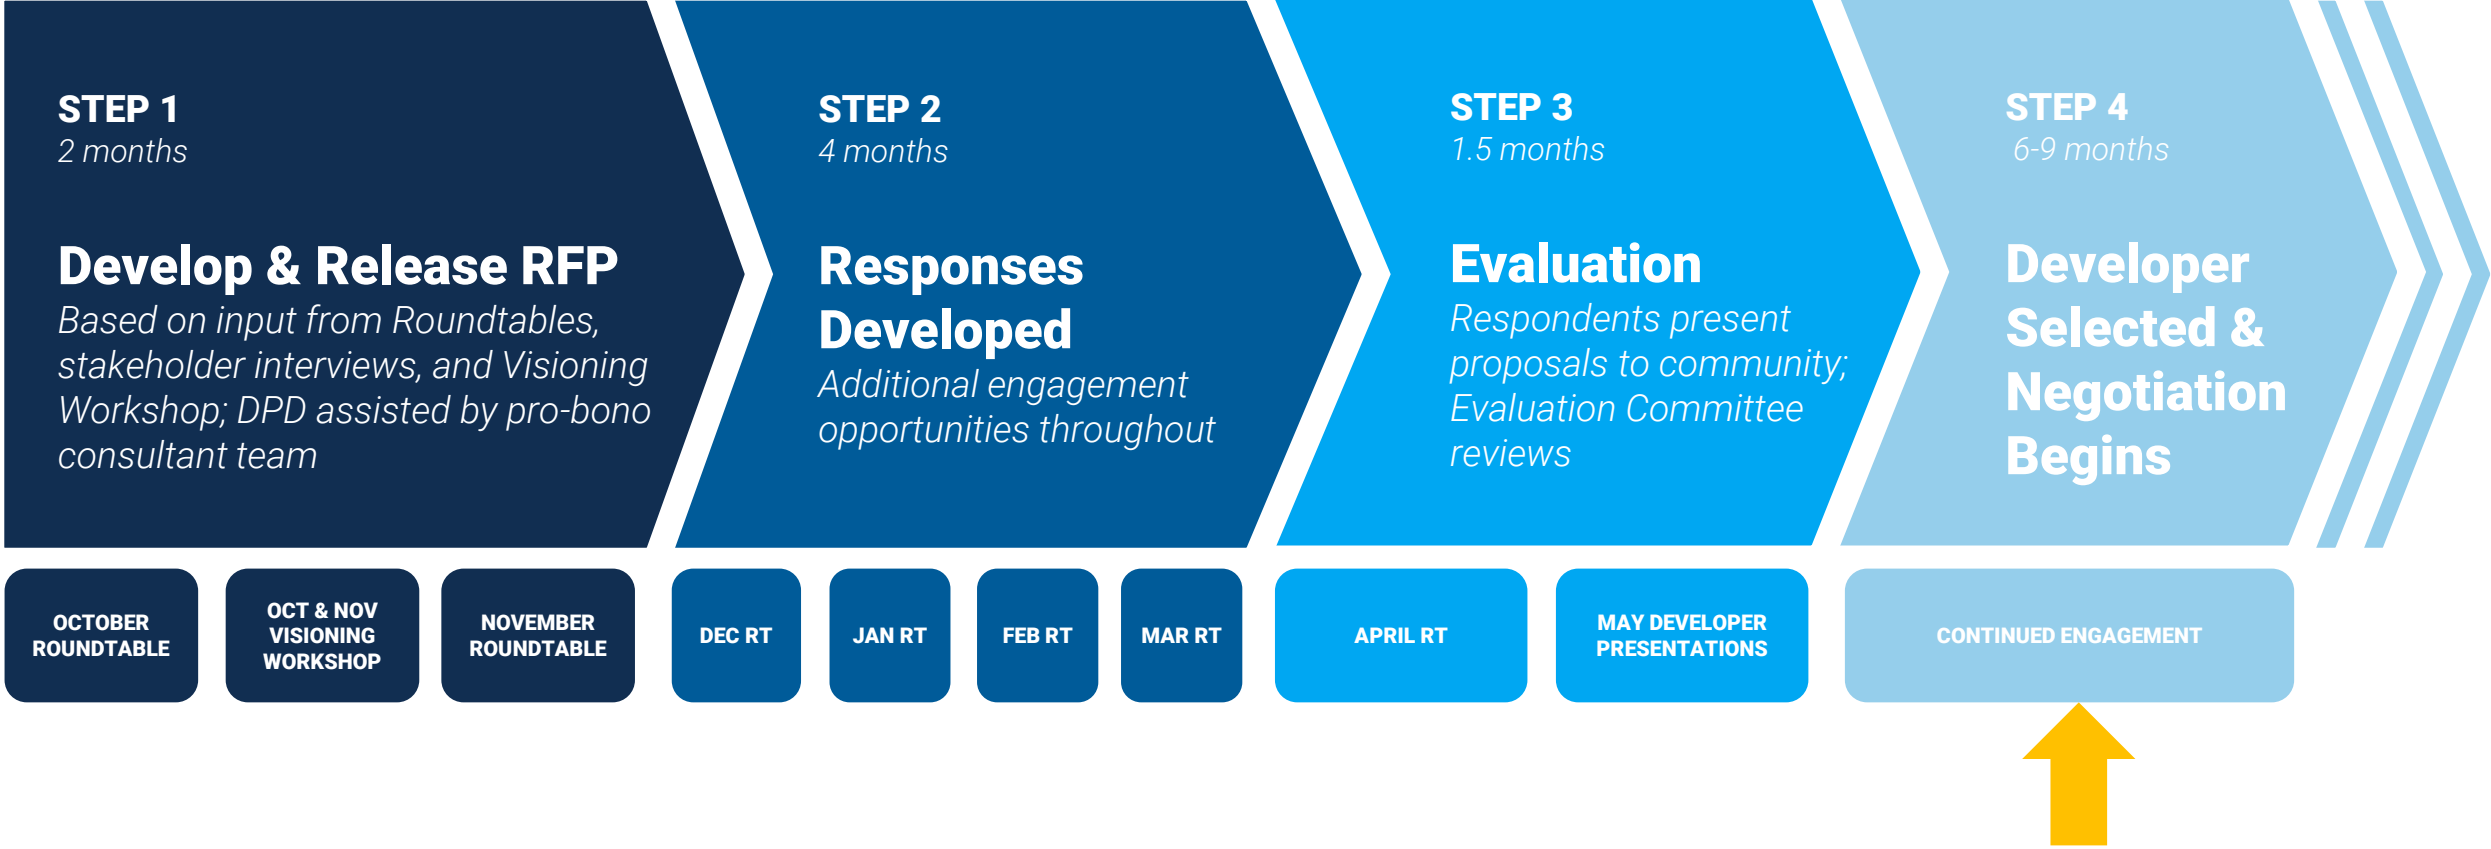 STEP 1
2 months
Develop & Release RFP
Based on input from Roundtables,
stakeholder interviews, and Visioning
Workshop; DPD assisted by pro-bono
consultant team
STEP 2
4 months
Responses
Developed
Additional engagement
opportunities throughout
STEP 3
1.5 months
Evaluation
Respondents present
proposals to community;
Evaluation Committee
reviews
STEP 4
6-9 months
Developer
Selected &
Negotiation
Begins
OCTOBER
ROUNDTABLE
OCT & NOV
VISIONING
WORKSHOP
NOVEMBER
ROUNDTABLE
DEC RT
JAN RT
FEB RT
MAR RT
APRIL RT
MAY DEVELOPER
PRESENTATIONS
CONTINUED ENGAGEMENT